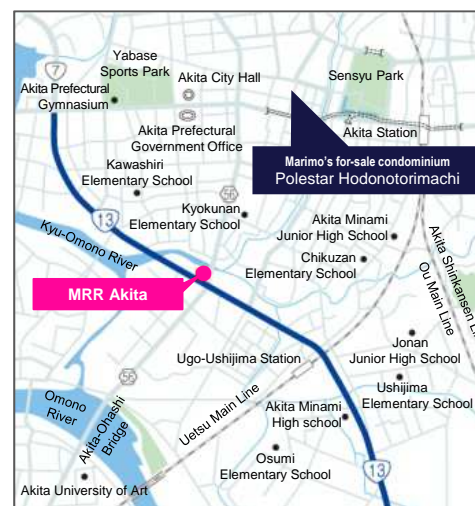 7
Yabase
Sports Park
Akita City Hall
Sensyu Park
Akita Prefectural
Gymnasium
Akita Prefectural
Government Office
Akita Station
Marimo's for-sale condominium
Polestar Hodonotorimachi
Kawashiri
Elementary School
56
Kyokunan
Elementary School
13
Kyu-Omono River
Akita Minami
Junior High School
Chikuzan
Elementary School
Akita Shinkansen Li
Ou Main Line
MRR Akita
Ugo-Ushijima Station
Jonan
Junior High School
56
Ushijima
Elementary School
Omono
River
Akita-Ohashi
Bridge
Uetsu Main Line
Akita Minami
High school
Osumi
Elementary School
13
Akita University of Art